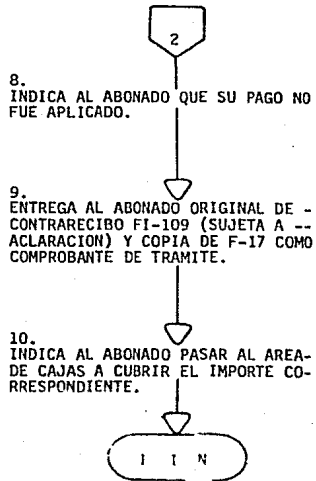 2
8.
INDICA AL ABONADO QUE SU PAGO NO
FUE APLICADO.
9.
ENTREGA AL ABONADO ORIGINAL DE -
CONTRARECIBO FI-109 (SUJETA A --
ACLARACION) Y COPIA DE F-17 COMO
COMPROBANTE DE TRAMITE.
10.
INDICA AL ABONADO PASAR AL AREA-
DE CAJAS A CUBRIR EL IMPORTE CO-
RRESPONDIENTE.
I I N